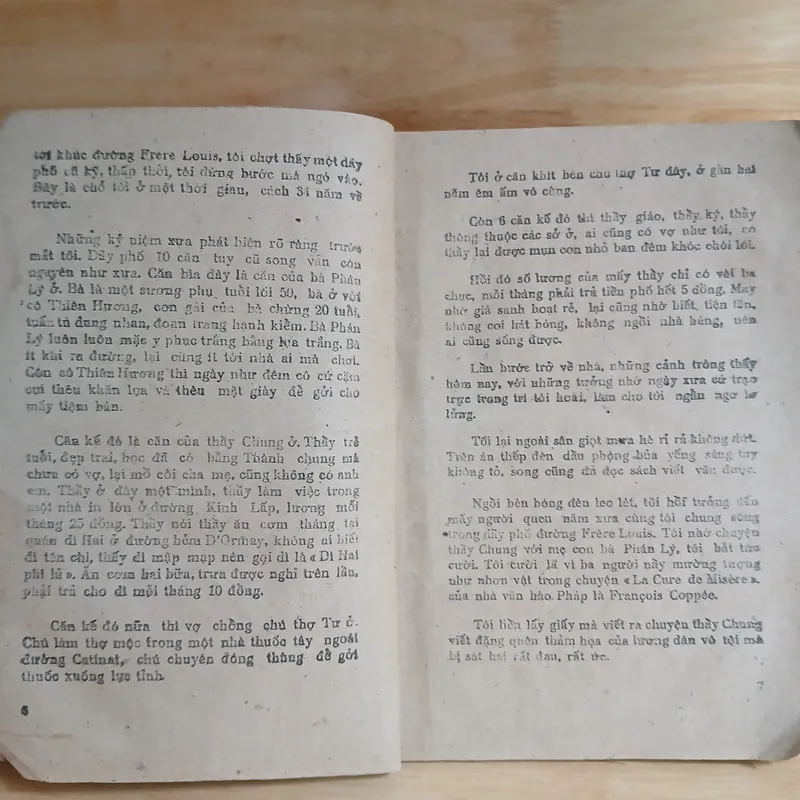 tới khúc đường Frère Louis, tôi chợt thấy một dãy
phố cũ kỹ, thấp thỏi, tôi dừng bước mà ngó vào.
Đây là chỗ tôi ở một thời gian, cách 34 năm về
trước.
Những kỷ niệm xưa phát hiện rõ ràng trước
mắt tôi. Dãy phố 10 căn tuy cũ song vẫn còn
nguyên như xưa. Căn bìa đây là căn của bà Phán
Lý ở. Bà là một sương phụ, tuổi lối 50, bà ở với
cô Thiên Hương, con gái của bà chừng 20 tuổi,
tuấn tú dung nhan, đoan trang hạnh kiểm. Bà Phán
Lý luôn luôn mặc y phục trắng bằng lụa trắng. Bà
ít khi ra đường, lại cũng ít tới nhà ai mà chơi.
Còn cô Thiên Hương thì ngày như đêm cô cứ cặm
cụi thêu khăn lụa và thêu mặt giày để gởi cho
mấy tiệm bán.
Căn kế đó là căn của thầy Chung ở. Thầy trẻ
tuổi, đẹp trai, học đã có bằng Thành chung mà
chưa có vợ, lại mồ côi cha mẹ, cũng không có anh
em. Thầy ở đây một mình, thầy làm việc trong
một nhà in lớn ở đường Kinh Lấp, lương mỗi
tháng 25 đồng. Thầy nói thầy ăn cơm tháng tại
quán dì Hai ở đường hẻm D'Ormay, không ai biết
dì tên chi, thấy dì mập mạp nên gọi dì là « Dì Hai
phì lủ ». Ăn cơm hai bữa, trưa được nghỉ trên lầu,
phải trả cho dì mỗi tháng 10 đồng.
Căn kế đó nữa thì vợ chồng chú thợ Tư ở.
Chú làm thợ mộc trong một nhà thuốc tây ngoài
đường Catinat, chú chuyên đóng thùng để gởi
thuốc xuống lục tỉnh.
6
Tôi ở căn khít bên chú thợ Tư đây, ở gần hai
năm êm ấm vô cùng.
Còn 6 căn kế đó thì thầy giáo, thầy ký, thầy
thông thuộc các sở ở, ai cũng có vợ như tôi, có
thầy lại được mụn con nhỏ ban đêm khóc chói lói.
Hồi đó số lương của mấy thầy chỉ có vài ba
chục, mỗi tháng phải trả tiền phố hết 5 đồng. May
nhờ giá sanh hoạt rẻ, lại cũng nhờ biết tiện tặn,
không coi hát bóng, không ngồi nhà hàng, nên
ai cũng sống được.
Lần bước trở về nhà, những cảnh trông thấy
hôm nay, với những tưởng nhớ ngày xưa cứ trạo
trực trong trí tôi hoài, làm cho tôi ngẩn ngơ lơ
lửng.
Tối lại ngoài sân giọt mưa hè rỉ rả không dứt.
Trên án thấp đèn dầu phộng bủa yếng sáng tuy
không tỏ, song cũng đã đọc sách viết văn được.
Ngồi bên bóng đèn leo lét, tôi hồi tưởng đến
mấy người quen năm xưa cùng tôi chung sống
trong dãy phố đường Frère Louis. Tôi nhớ chuyện
thầy Chung với mẹ con bà Phán Lý, tôi bắt tức
cười. Tôi cười là vì ba người nầy mường tượng
như nhơn vật trong chuyện « La Cure de Misère »
của nhà văn hào Pháp là François Coppée.
Tôi liền lấy giấy mà viết ra chuyện thầy Chung
viết đặng quên thảm họa của lương dân vô tội mà
bị sát hại rất đau, rất ức.
7